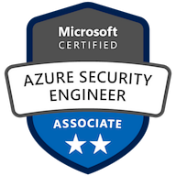 Microsoft
CERTIFIED
AZURE SECURITY
ENGINEER
ASSOCIATE